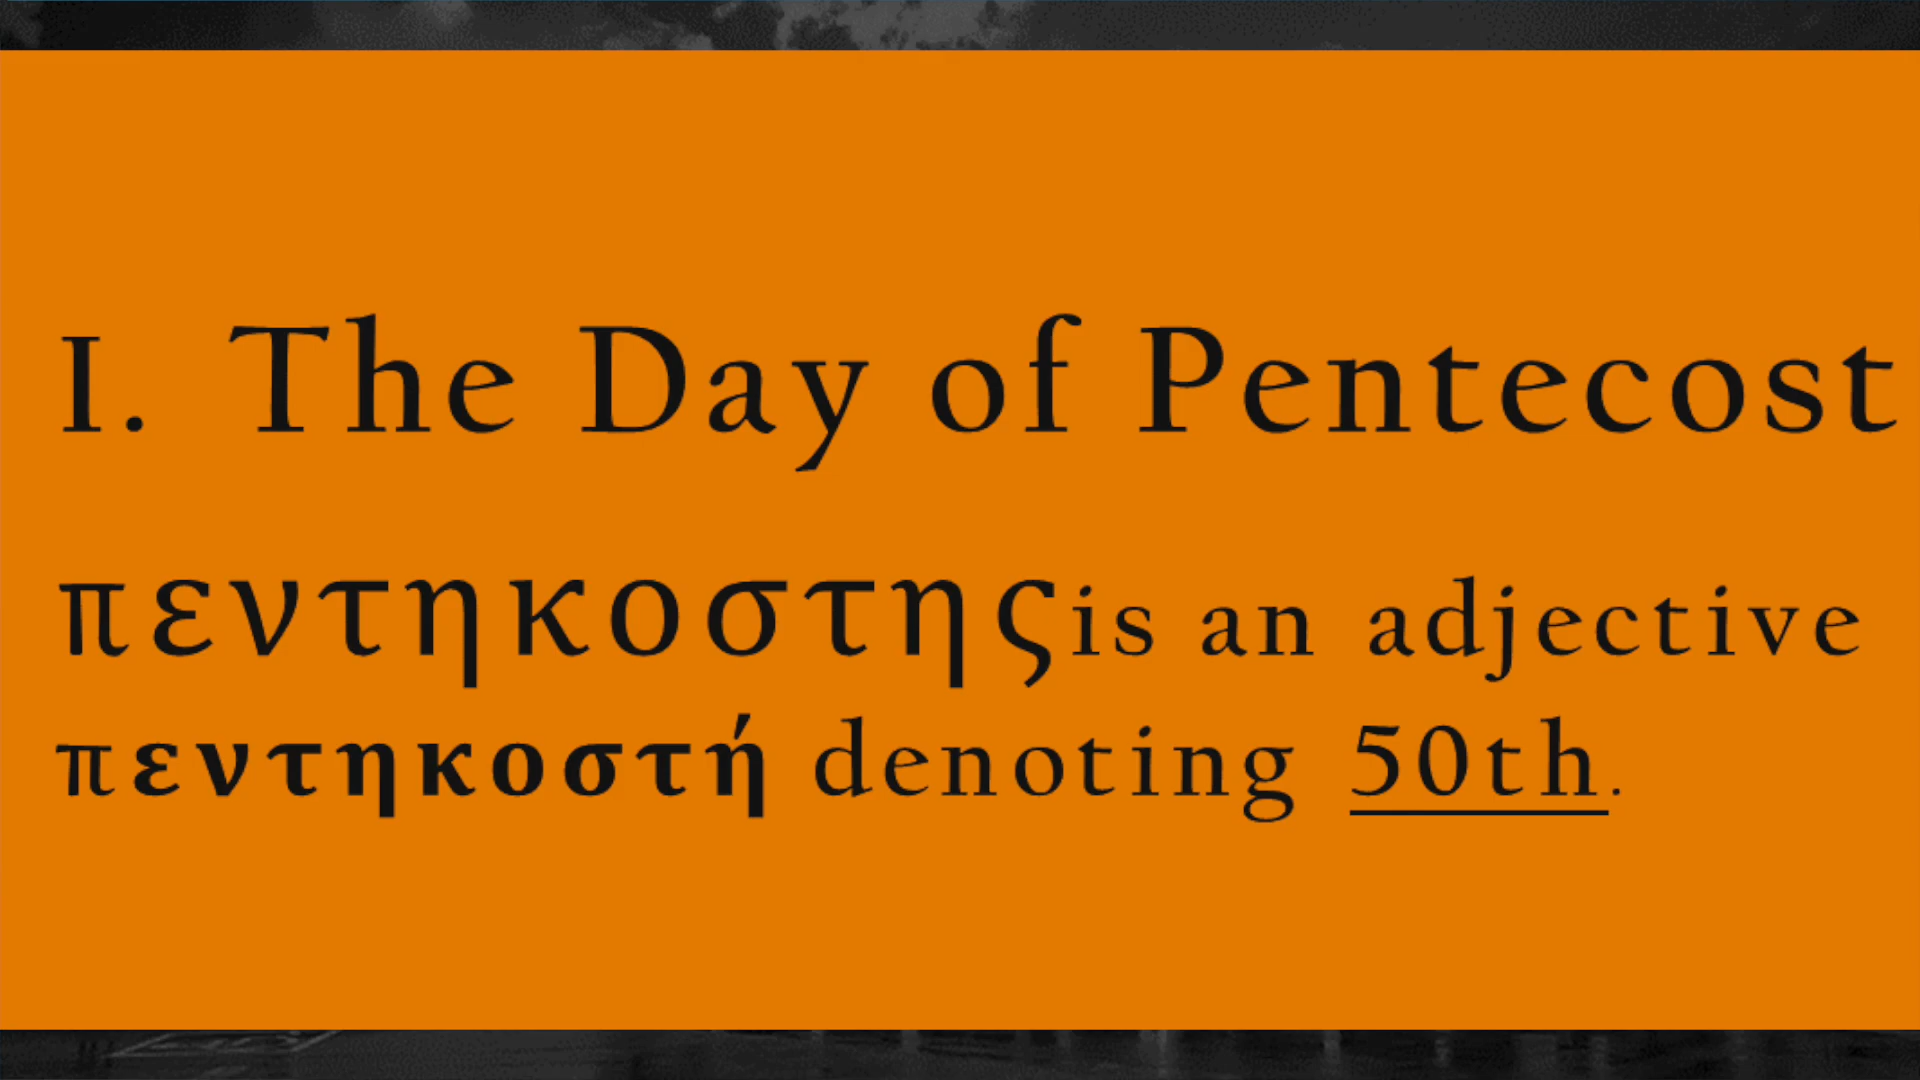 I. The Day of Pentecost
πεντηκοστης is an adjective
πεντηκοστή denoting 50th.